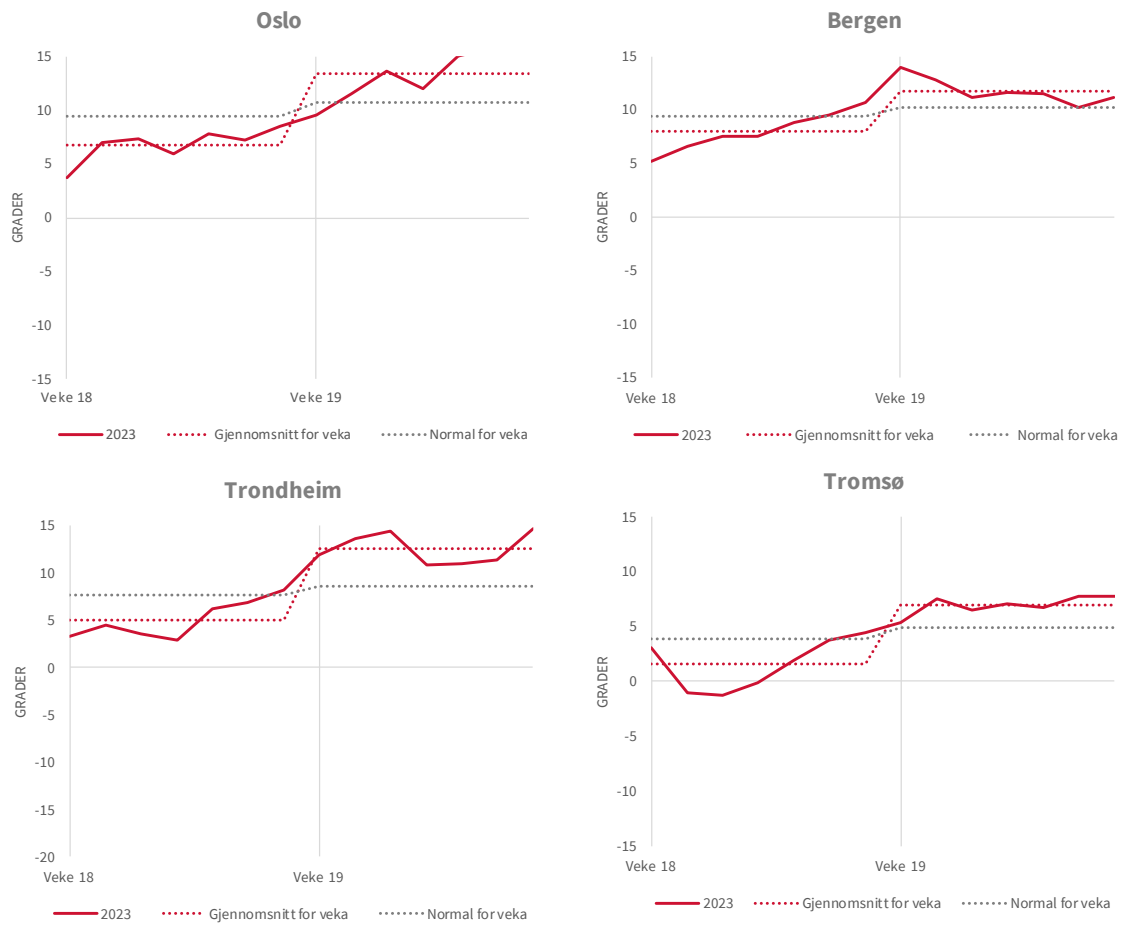 Oslo
15
10
5
0
-5
-10
-15
GRADER
Veke 18 Veke 19
2023 Gjennomsnitt for veka Normal for veka
Bergen
15
10
5
0
-5
-10
-15
GRADER
Veke 18 Veke 19
2023 Gjennomsnitt for veka Normal for veka
Trondheim
15
10
5
0
-5
-10
-15
-20
GRADER
Veke 18 Veke 19
2023 Gjennomsnitt for veka Normal for veka
Tromsø
15
10
5
0
-5
-10
-15
GRADER
Veke 18 Veke 19
2023 Gjennomsnitt for veka Normal for veka